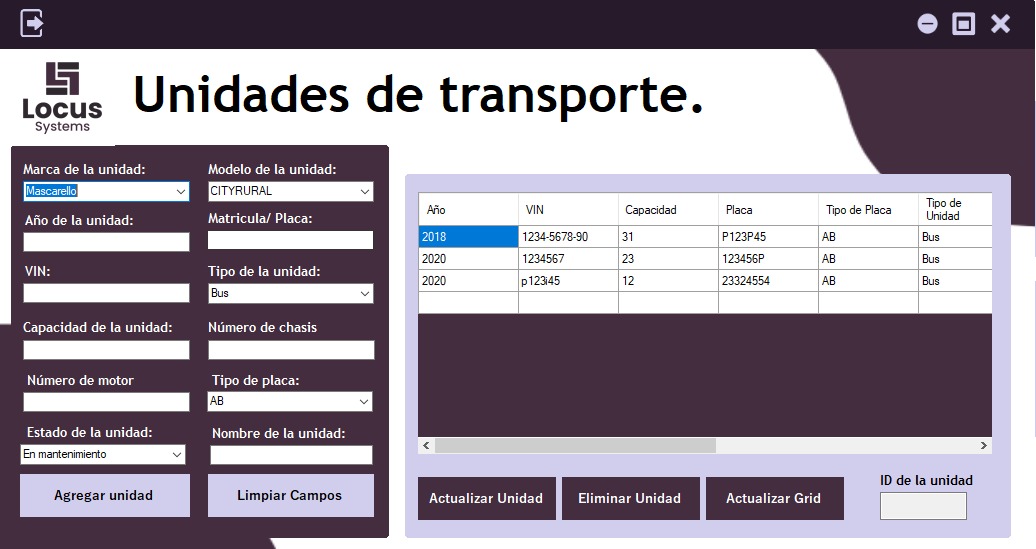 Locus
Systems
Unidades de transporte.
Marca de la unidad:
Modelo de la unidad:
Mascarello
CITYRURAL
Año de la unidad:
Matricula/ Placa:
VIN:
Tipo de la unidad:
Bus
Capacidad de la unidad:
Número de chasis
Número de motor
Tipo de placa:
AB
Estado de la unidad:
Nombre de la unidad:
En mantenimiento
Agregar unidad
Limpiar Campos
Año VIN Capacidad Placa Tipo de Placa Tipo de
Unidad
2018 1234-5678-90 31 P123P45 AB Bus
2020 1234567 23 123456P AB Bus
2020 p123i45 12 23324554 AB Bus
Actualizar Unidad
Eliminar Unidad
Actualizar Grid
ID de la unidad